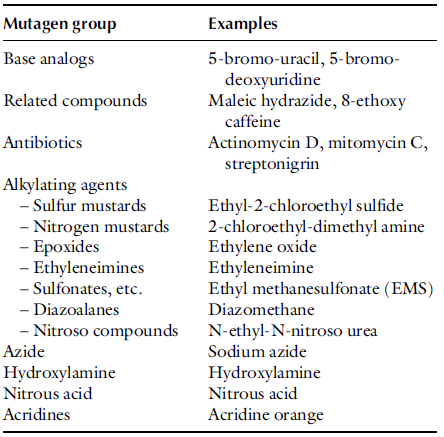 Mutagen group Examples
Base analogs 5-bromo-uracil, 5-bromo-
deoxyuridine
Related compounds Maleic hydrazide, 8-ethoxy
caffeine
Antibiotics Actinomycin D, mitomycin C,
streptonigrin
Alkylating agents
– Sulfur mustards Ethyl-2-chloroethyl sulfide
– Nitrogen mustards 2-chloroethyl-dimethyl amine
– Epoxides Ethylene oxide
– Ethyleneimines Ethyleneimine
– Sulfonates, etc. Ethyl methanesulfonate (EMS)
– Diazoalanes Diazomethane
– Nitroso compounds N-ethyl-N-nitroso urea
Azide Sodium azide
Hydroxylamine Hydroxylamine
Nitrous acid Nitrous acid
Acridines Acridine orange